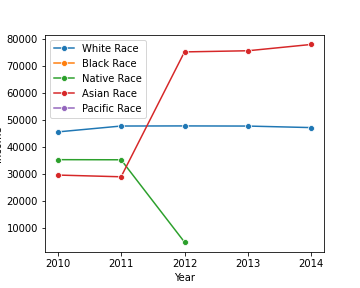 White Race
Black Race
Native Race
Asian Race
Pacific Race
80000
70000
60000
50000
40000
30000
20000
10000
2010 2011 2012 2013 2014
Year